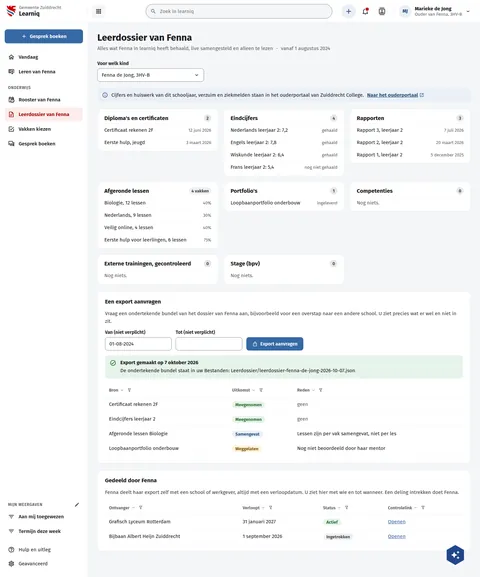 Gemeente Zuiddrecht
Learniq
Zoek in learniq
MJ
Marieke de Jong
Ouder van Fenna, 3HV-B
+ Gesprek boeken
Vandaag
Leren van Fenna
ONDERWIJS
Rooster van Fenna
Leerdossier van Fenna
Vakken kiezen
Gesprek boeken
Leerdossier van Fenna
Alles wat Fenna in learniq heeft behaald, live samengesteld en alleen te lezen · vanaf 1 augustus 2024
Voor welk kind
Fenna de Jong, 3HV-B
Cijfers en huiswerk van dit schooljaar, verzuim en ziekmelden staan in het ouderportaal van Zuiddrecht College. Naar het ouderportaal
Diploma's en certificaten 2
Certificaat rekenen 2F 12 juni 2026
Eerste hulp, jeugd 3 maart 2026
Eindcijfers 4
Nederlands leerjaar 2: 7,2 gehaald
Engels leerjaar 2: 7,8 gehaald
Wiskunde leerjaar 2: 6,4 gehaald
Frans leerjaar 2: 5,4 nog niet gehaald
Rapporten 3
Rapport 3, leerjaar 2 7 juli 2026
Rapport 2, leerjaar 2 20 maart 2026
Rapport 1, leerjaar 2 5 december 2025
Afgeronde lessen 4 vakken
Biologie, 12 lessen 40%
Nederlands, 9 lessen 30%
Veilig online, 4 lessen 40%
Eerste hulp voor leerlingen, 6 lessen 75%
Portfolio's 1
Loopbaanportfolio onderbouw ingeleverd
Competenties 0
Nog niets.
Externe trainingen, gecontroleerd 0
Nog niets.
Stage (bpv) 0
Nog niets.
Een export aanvragen
Vraag een ondertekende bundel van het dossier van Fenna aan, bijvoorbeeld voor een overstap naar een andere school. U ziet precies wat er wel en niet in
zit.
Van (niet verplicht)
Tot (niet verplicht)
01-08-2024
Export aanvragen
Export gemaakt op 7 oktober 2026
De ondertekende bundel staat in uw Bestanden: Leerdossier/leerdossier-fenna-de-jong-2026-10-07.json
Bron Uitkomst Reden
Certificaat rekenen 2F Meegenomen geen
Eindcijfers leerjaar 2 Meegenomen geen
Afgeronde lessen Biologie Samengevat Lessen zijn per vak samengevat, niet per les
Loopbaanportfolio onderbouw Weggelaten Nog niet beoordeeld door haar mentor
Gedeeld door Fenna
Fenna deelt haar export zelf met een school of werkgever, altijd met een verloopdatum. U ziet hier wie en tot wanneer. Een deling intrekken doet Fenna.
Ontvanger Verloopt Status Controlelink
Grafisch Lyceum Rotterdam 31 januari 2027 Actief Openen
Bijbaan Albert Heijn Zuiddrecht 1 september 2026 Ingetrokken Openen
MIJN WEERGAVEN
Aan mij toegewezen
Termijn deze week
Hulp en uitleg
Geavanceerd